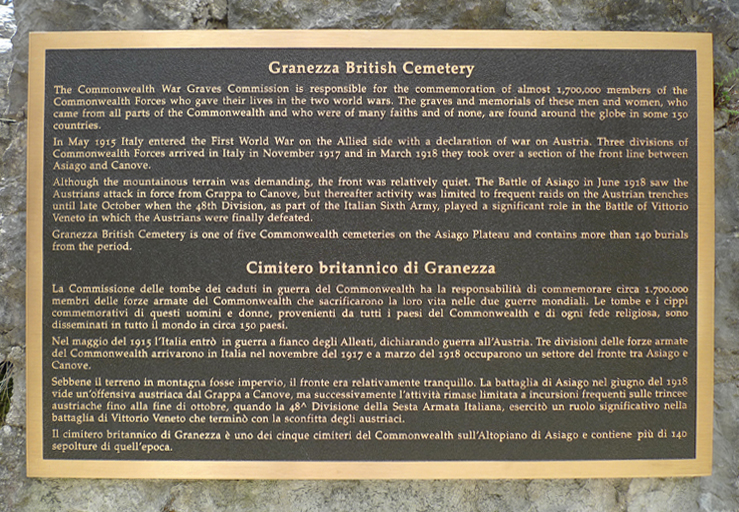 Granezza British Cemetery
The Commonwealth War Graves Commission is responsible for the commemoration of almost 1,700,000 members of the
Commonwealth Forces who gave their lives in the two world wars. The graves and memorials of these men and women, who
came from all parts of the Commonwealth and who were of many faiths and of none, are found around the globe in some 150
countries.
In May 1915 Italy entered the First World War on the Allied side with a declaration of war on Austria. Three divisions of
Commonwealth Forces arrived in Italy in November 1917 and in March 1918 they took over a section of the front line between
Asiago and Canove.
Although the mountainous terrain was demanding, the front was relatively quiet. The Battle of Asiago in June 1918 saw the
Austrians attack in force from Grappa to Canove, but thereafter activity was limited to frequent raids on the Austrian trenches
until late October when the 48th Division, as part of the Italian Sixth Army, played a significant role in the Battle of Vittorio
Veneto in which the Austrians were finally defeated.
Granezza British Cemetery is one of five Commonwealth cemeteries on the Asiago Plateau and contains more than 140 burials
from the period.
Cimitero britannico di Granezza
La Commissione delle tombe dei caduti in guerra del Commonwealth ha la responsabilità di commemorare circa 1.700.000
membri delle forze armate del Commonwealth che sacrificarono la loro vita nelle due guerre mondiali. Le tombe e i cippi
commemorativi di questi uomini e donne, provenienti da tutti i paesi del Commonwealth e di ogni fede religiosa, sono
disseminati in tutto il mondo in circa 150 paesi.
Nel maggio del 1915 l'Italia entrò in guerra a fianco degli Alleati, dichiarando guerra all'Austria. Tre divisioni delle forze armate
del Commonwealth arrivarono in Italia nel novembre del 1917 e a marzo del 1918 occuparono un settore del fronte tra Asiago e
Canove.
Sebbene il terreno in montagna fosse impervio, il fronte era relativamente tranquillo. La battaglia di Asiago nel giugno del 1918
vide un'offensiva austriaca dal Grappa a Canove, ma successivamente l'attività rimase limitata a incursioni frequenti sulle trincee
austriache fino alla fine di ottobre, quando la 48^ Divisione della Sesta Armata Italiana, esercitò un ruolo significativo nella
battaglia di Vittorio Veneto che terminò con la sconfitta degli austriaci.
Il cimitero britannico di Granezza è uno dei cinque cimiteri del Commonwealth sull'Altopiano di Asiago e contiene più di 140
sepolture di quell'epoca.